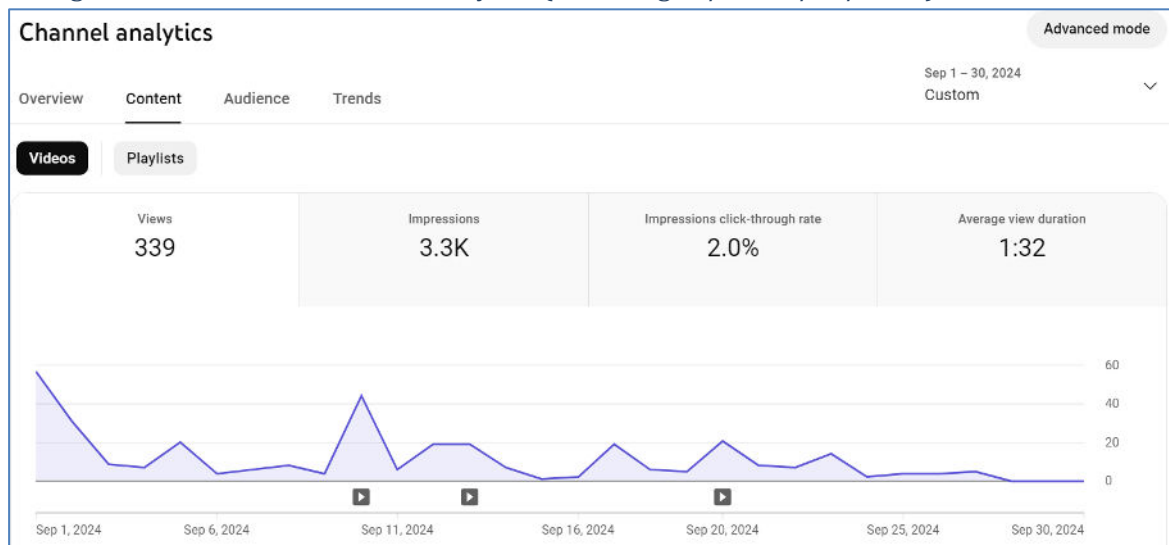 Channel analytics
Advanced mode
Sep 1 – 30, 2024
Custom
Overview Content Audience Trends
Videos Playlists
Views Impressions Impressions click-through rate Average view duration
339 3.3K 2.0% 1:32
60
40
20
0
Sep 1, 2024 Sep 6, 2024 Sep 11, 2024 Sep 16, 2024 Sep 20, 2024 Sep 25, 2024 Sep 30, 2024